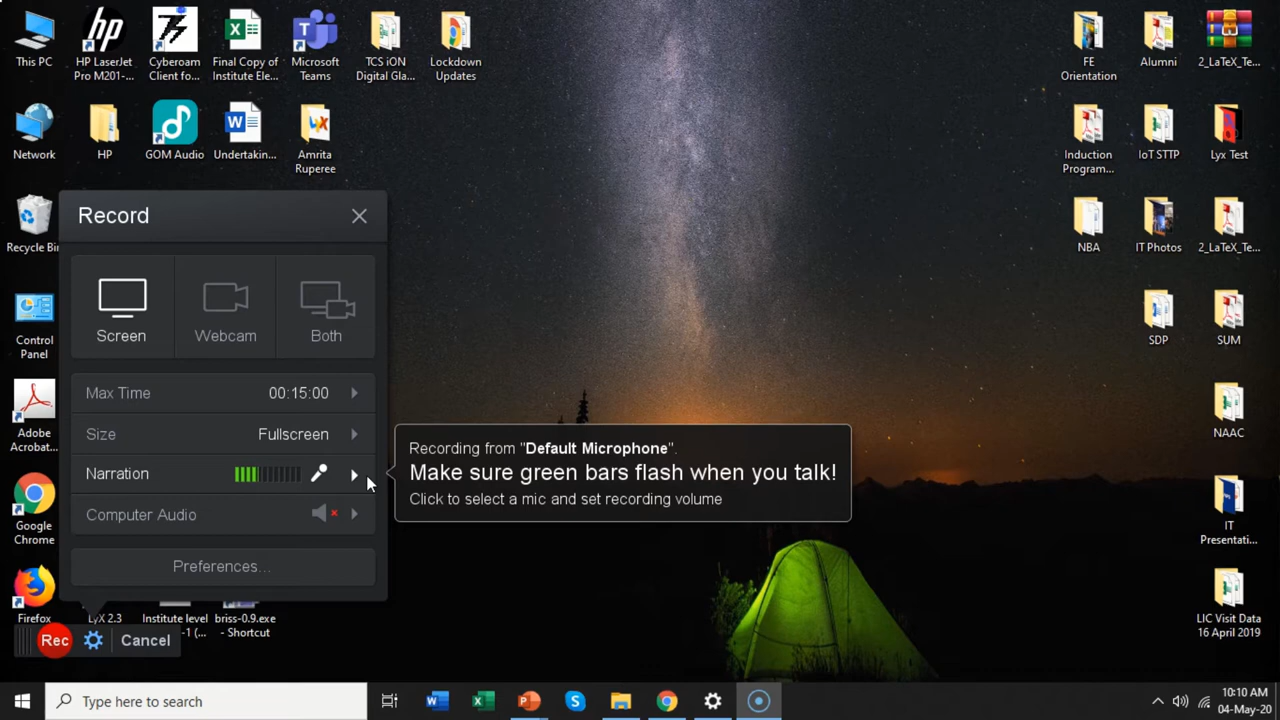 This PC
HP LaserJet
Pro M201-...
Cyberoam
Client fo...
Final Copy of
Institute Ele...
Microsoft
Teams
TCS iON
Digital Gla...
Lockdown
Updates
FE
Orientation
Alumni
2_LaTeX_Te...
Network
HP
GOM Audio
Undertakin...
Amrita
Ruperee
Induction
Program...
IoT STTP
Lyx Test
Recycle Bin
NBA
IT Photos
2_LaTeX_Te...
Record
Screen
Webcam
Both
Max Time 00:15:00
Size Fullscreen
Narration
Computer Audio
Preferences...
Recording from "Default Microphone".
Make sure green bars flash when you talk!
Click to select a mic and set recording volume
Control
Panel
SDP
SUM
Adobe
Acrobat...
NAAC
Google
Chrome
IT
Presentati...
Firefox
LyX 2.3
Institute level
-1 (...
briss-0.9.exe
- Shortcut
LIC Visit Data
16 April 2019
Rec
Cancel
Type here to search
10:10 AM
04-May-20